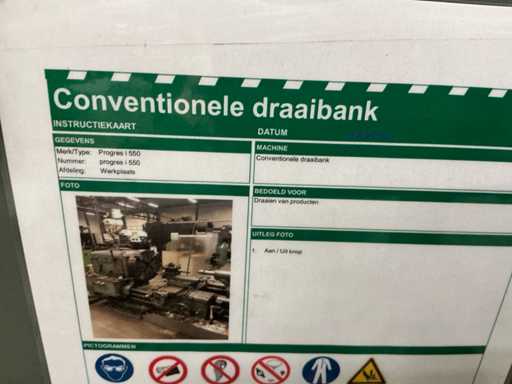 Conventionele draaibank
INSTRUCTIEKAART
DATUM
GEGEVENS
Merk/Type: Progres i 550
Nummer: progres i 550
Afdeling: Werkplaats
MACHINE
Conventionele draaibank
FOTO
BEDOELD VOOR
Draaien van producten
UITLEG FOTO
1. Aan / Uit knop
PICTOGRAMMEN